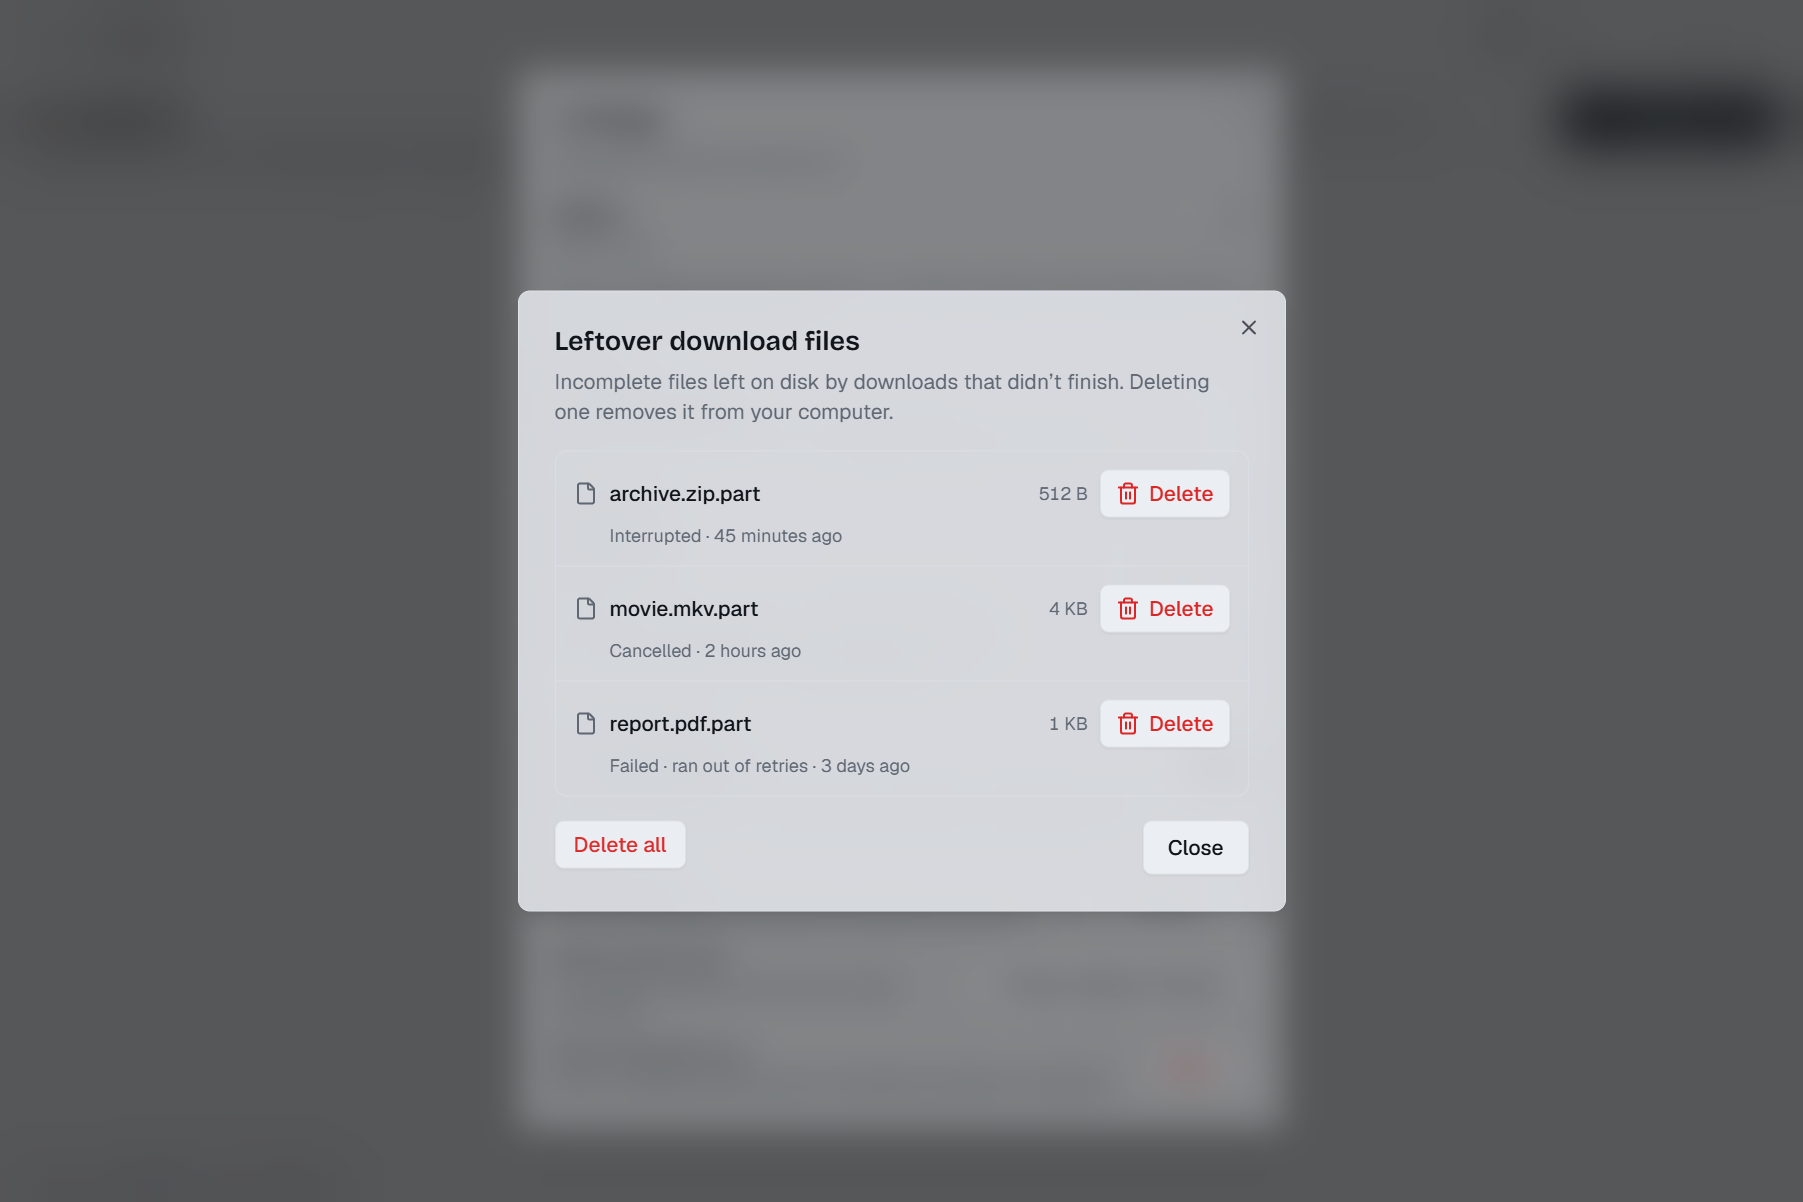 Leftover download files
Incomplete files left on disk by downloads that didn’t finish. Deleting
one removes it from your computer.
archive.zip.part 512 B Delete
Interrupted · 45 minutes ago
movie.mkv.part 4 KB Delete
Cancelled · 2 hours ago
report.pdf.part 1 KB Delete
Failed · ran out of retries · 3 days ago
Delete all Close